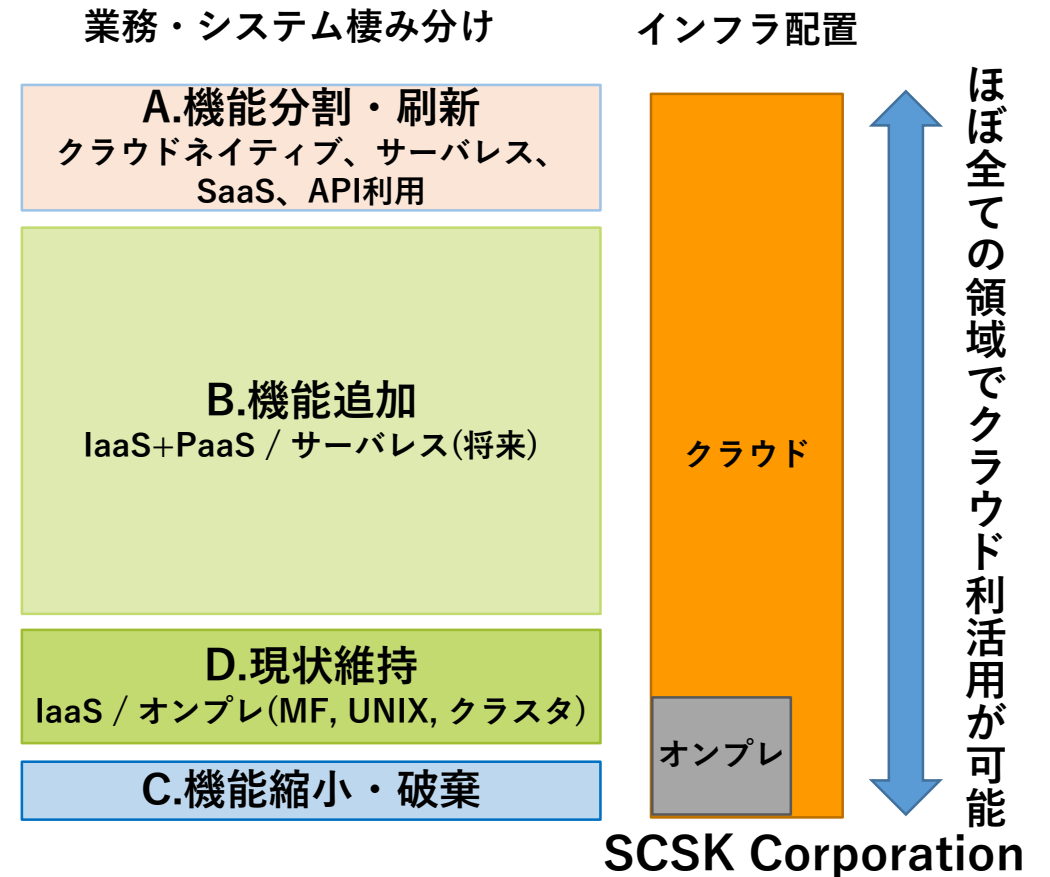 業務・システム棲み分け
インフラ配置
A.機能分割・刷新
クラウドネイティブ、サーバレス、
SaaS、API利用
B.機能追加
IaaS+PaaS / サーバレス(将来)
D.現状維持
IaaS / オンプレ(MF, UNIX, クラスタ)
C.機能縮小・破棄
クラウド
オンプレ
ほぼ全ての領域でクラウド利活用が可能
SCSK Corporation